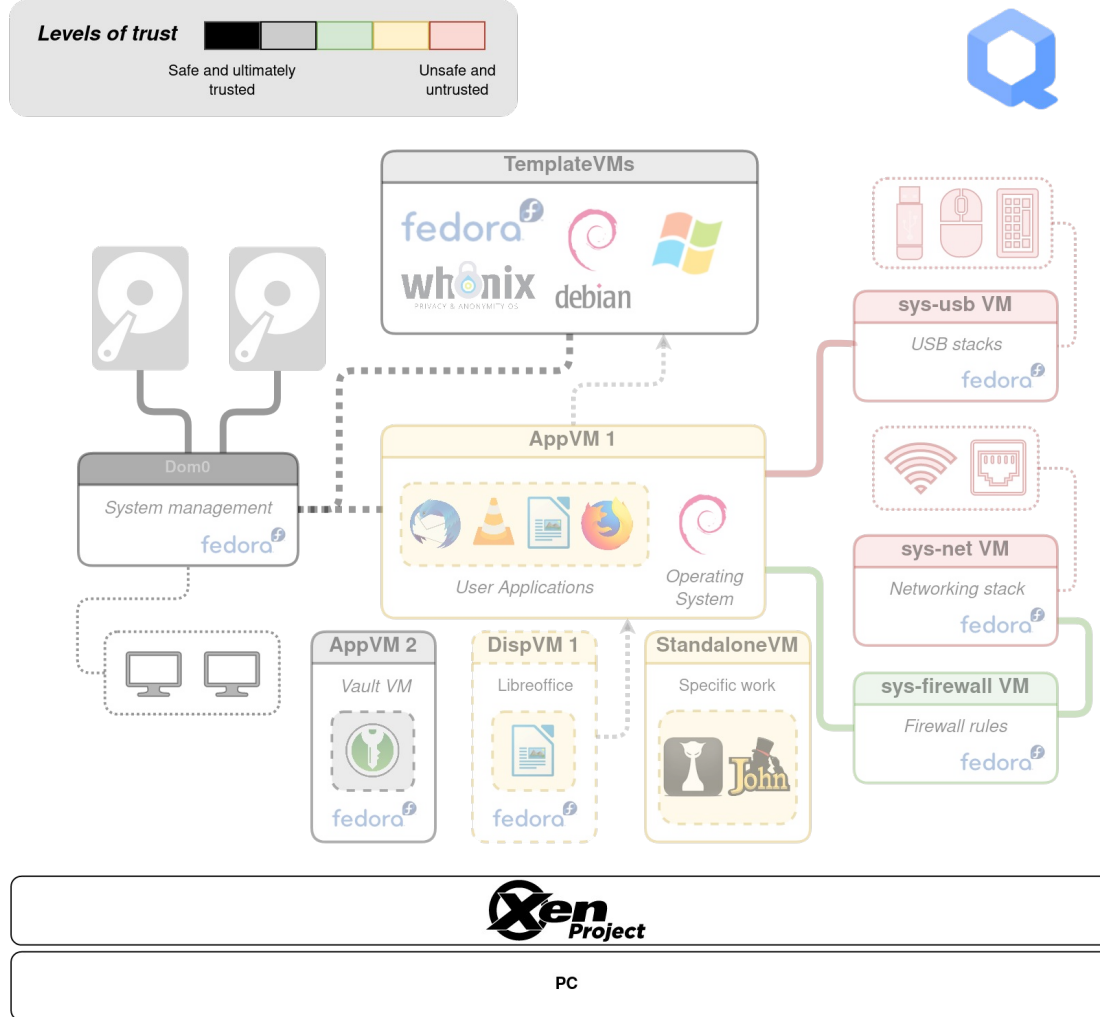 Levels of trust
Safe and ultimately
trusted
Unsafe and
untrusted
TemplateVMs
fedora
whonix
PRIVACY & ANONYMITY OS
debian
sys-usb VM
USB stacks
fedora
Dom0
System management
fedora
AppVM 1
User Applications
Operating
System
sys-net VM
Networking stack
fedora
AppVM 2
Vault VM
fedora
DispVM 1
Libreoffice
fedora
StandaloneVM
Specific work
John
sys-firewall VM
Firewall rules
fedora
Xen
Project
PC